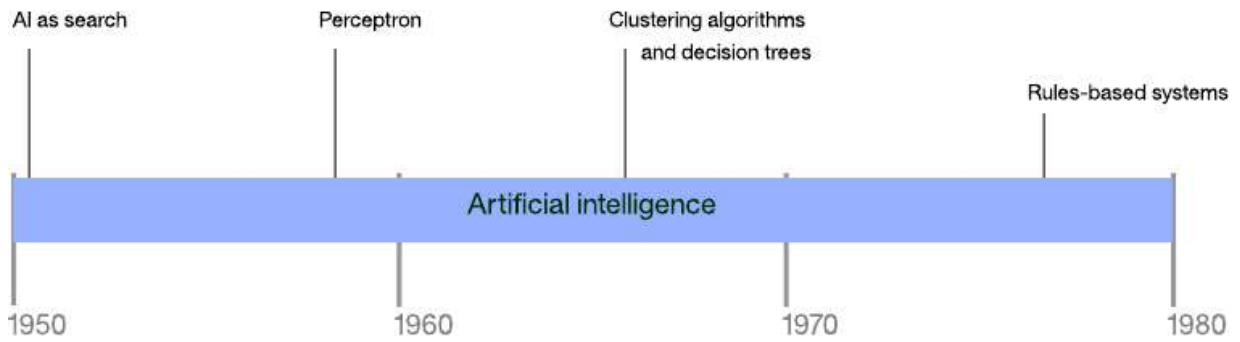 AI as search
Perceptron
Clustering algorithms
and decision trees
Rules-based systems
Artificial intelligence
1950
1960
1970
1980